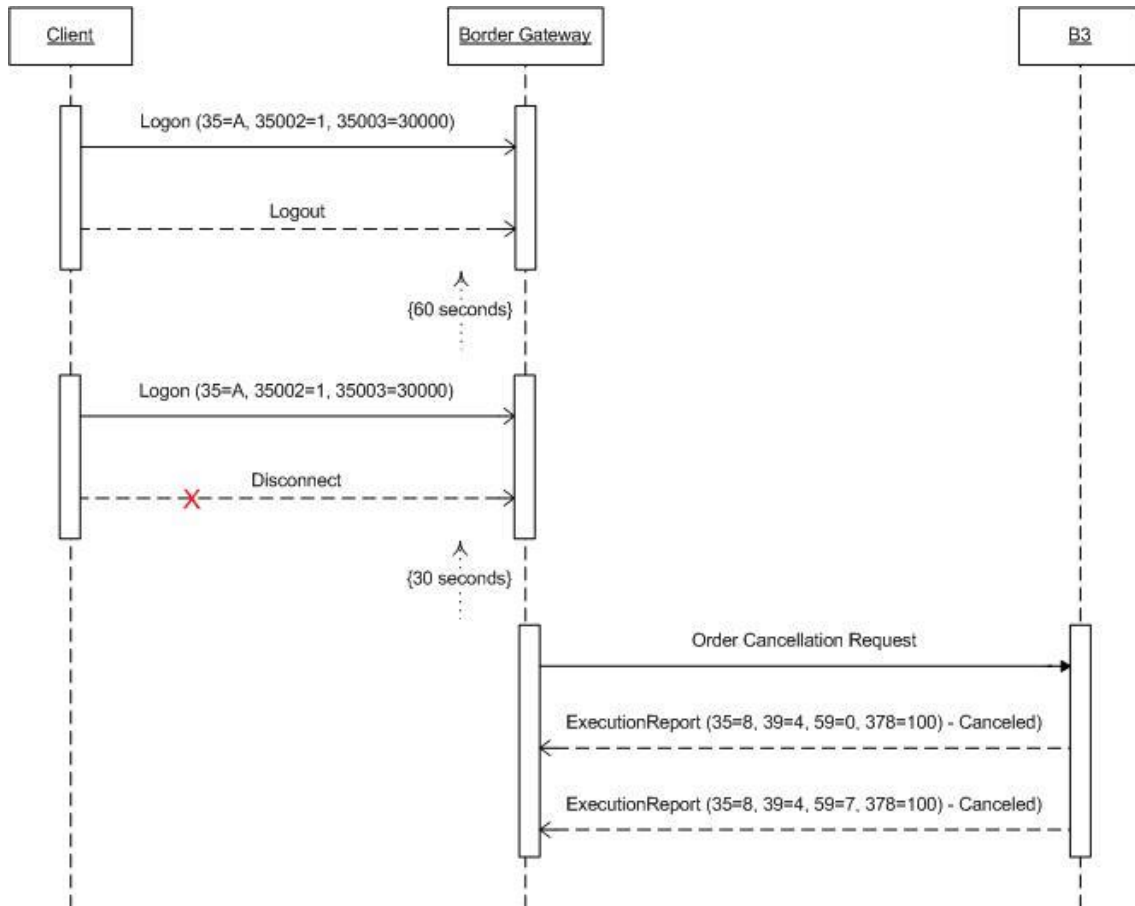 Client
Border Gateway
B3
Logon (35=A, 35002=1, 35003=30000)
Logout
{60 seconds}
Logon (35=A, 35002=1, 35003=30000)
Disconnect
{30 seconds}
Order Cancellation Request
ExecutionReport (35=8, 39=4, 59=0, 378=100) - Canceled)
ExecutionReport (35=8, 39=4, 59=7, 378=100) - Canceled)